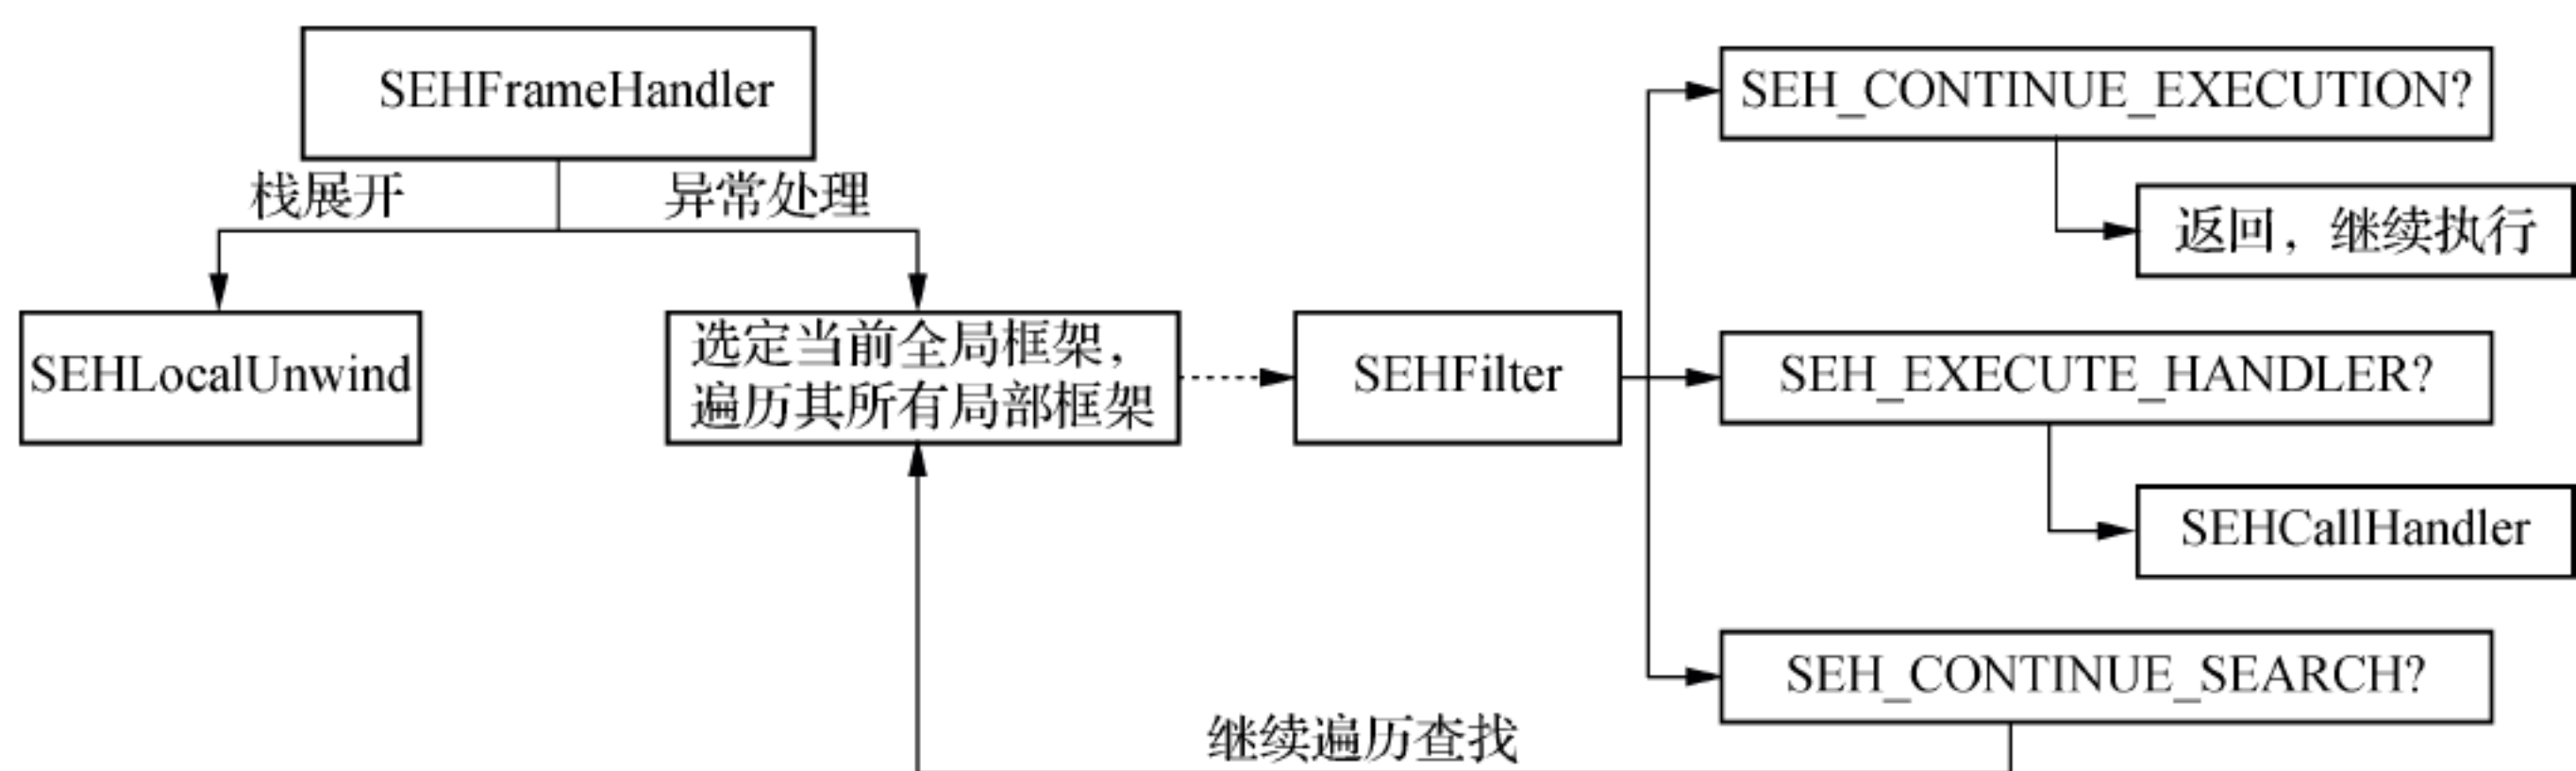 SEHFrameHandler
栈展开
异常处理
SEHLocalUnwind
选定当前全局框架，
遍历其所有局部框架
SEHFilter
SEH_CONTINUE_EXECUTION?
返回，继续执行
SEH_EXECUTE_HANDLER?
SEHCallHandler
SEH_CONTINUE_SEARCH?
继续遍历查找